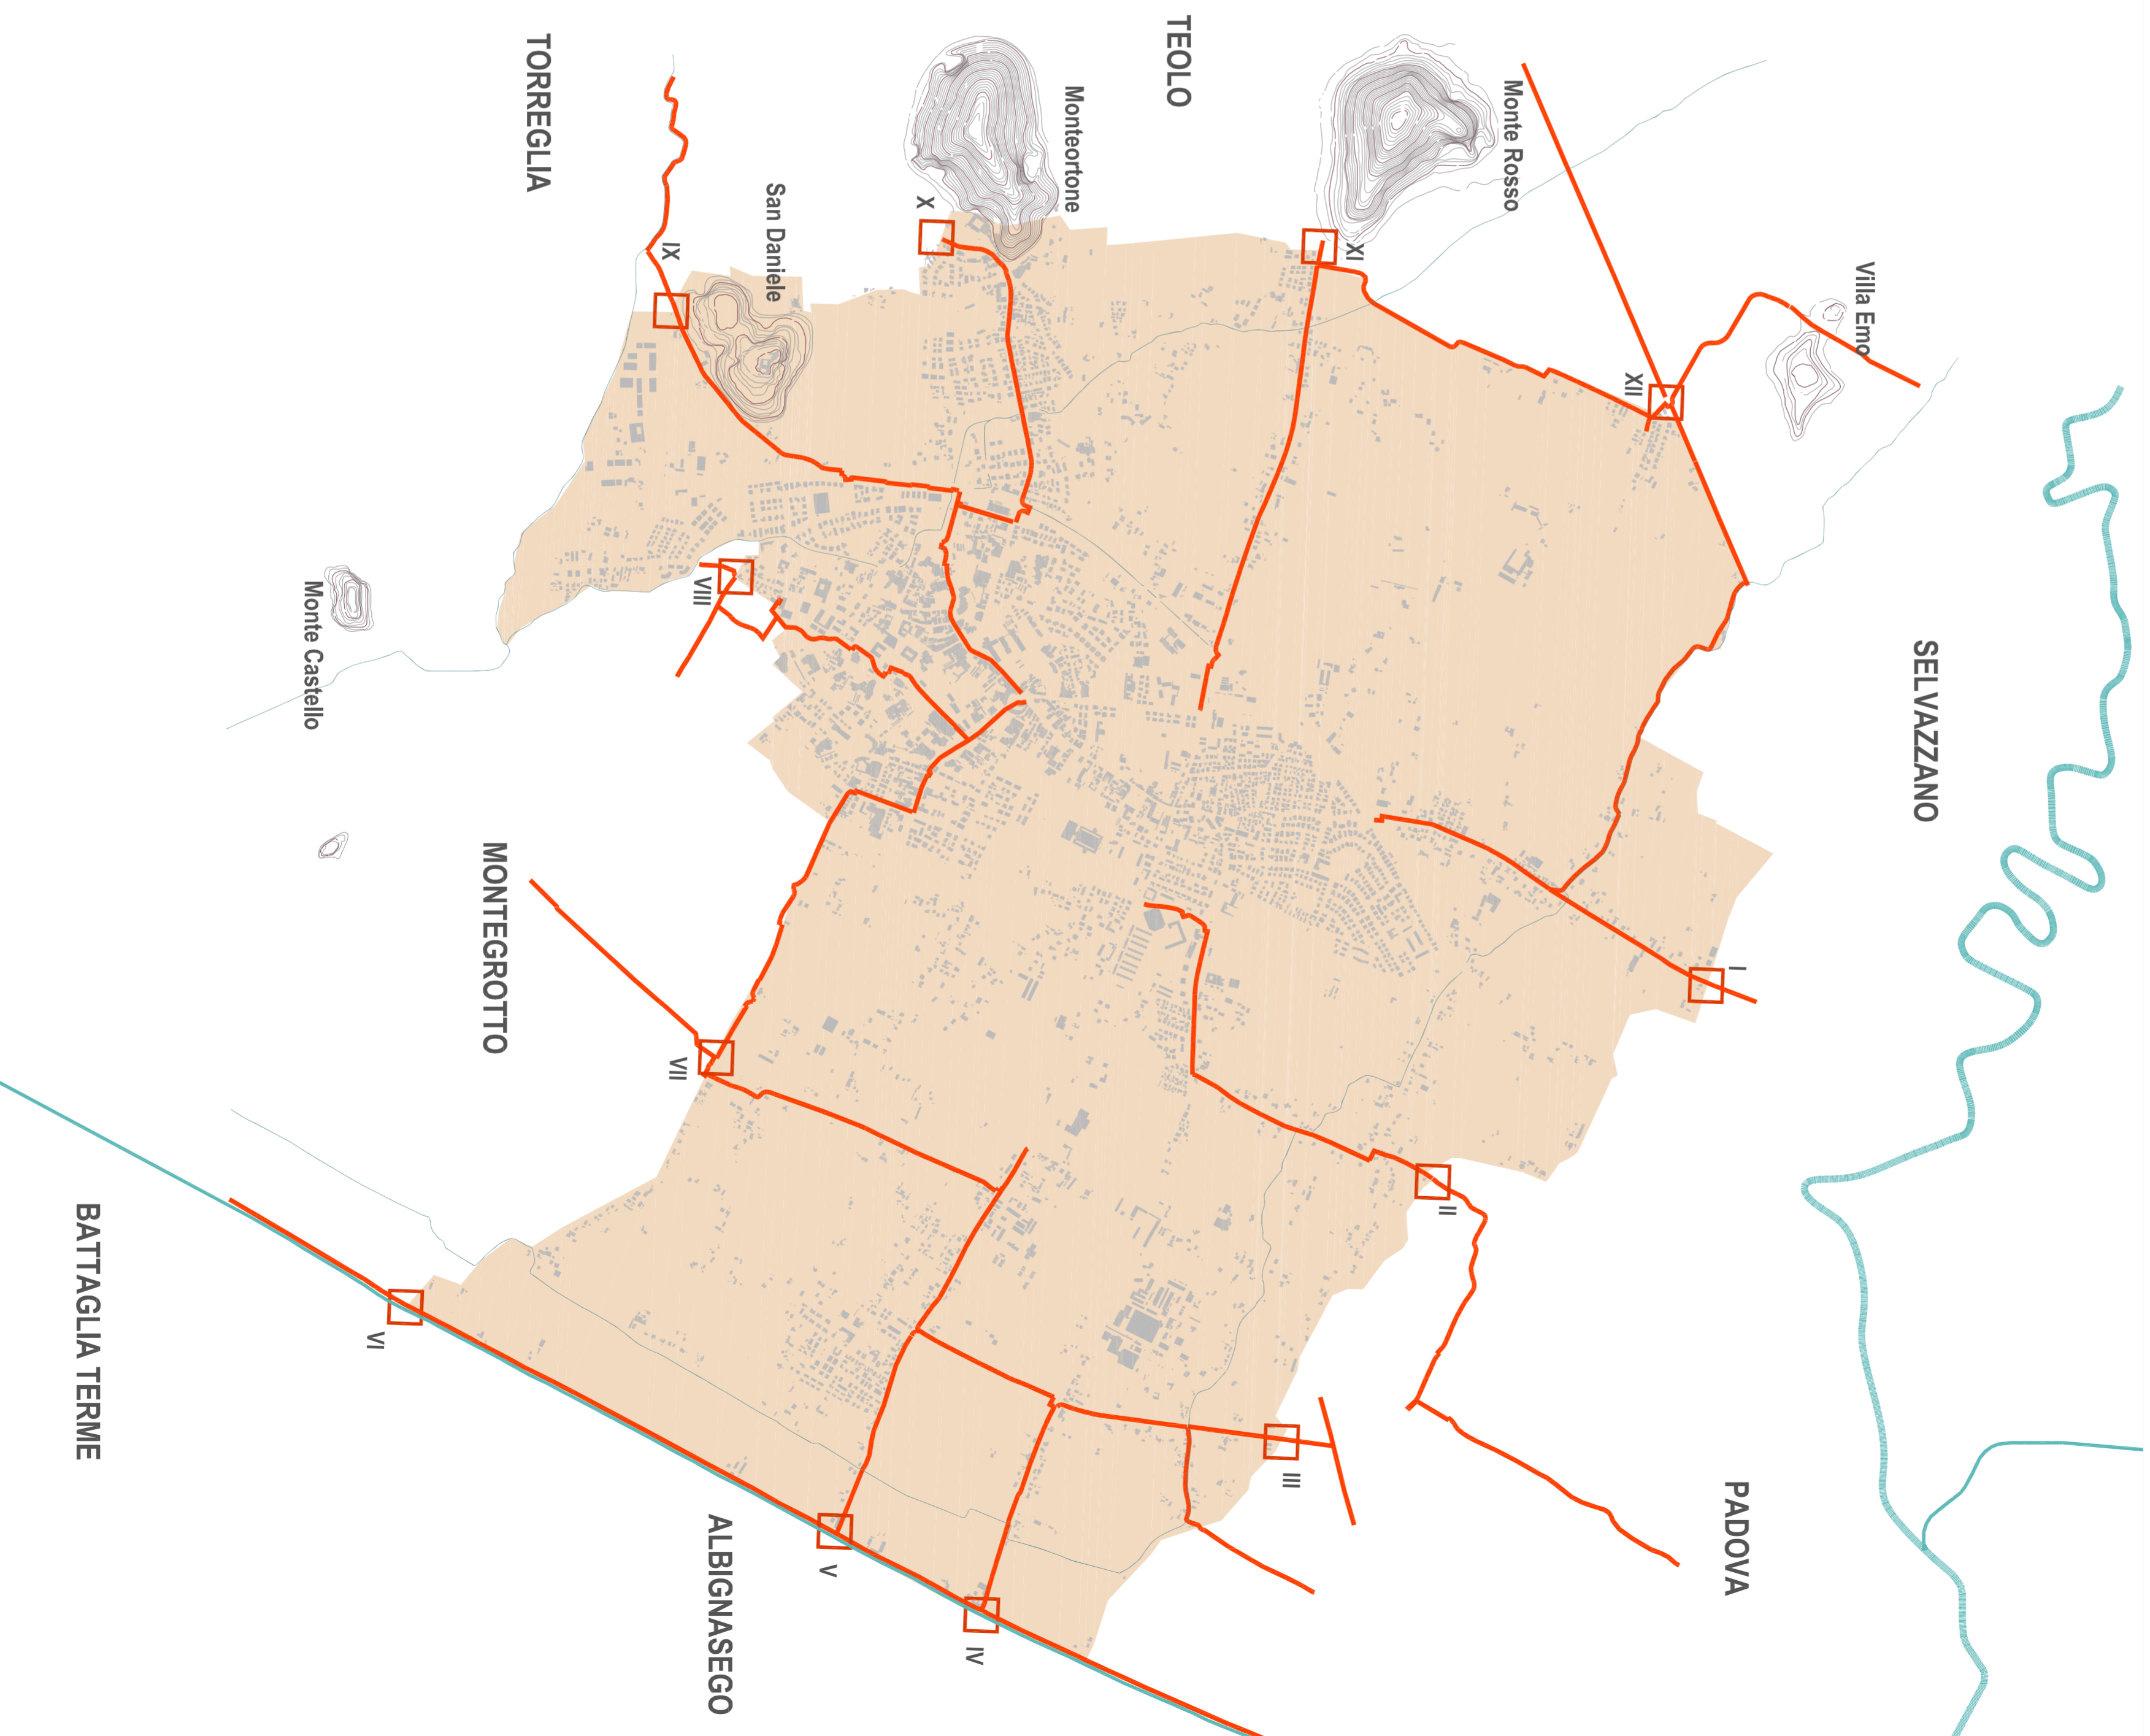 SELVAZZANO
Villa Emo
XII
I
PADOVA
Monte Rosso
XI
II
III
TEOLO
Monteortone
X
IV
San Daniele
IX
VIII
V
ALBIGNASEGO
TORREGLIA
VII
MONTEGROTTO
VI
Monte Castello
BATTAGLIA TERME